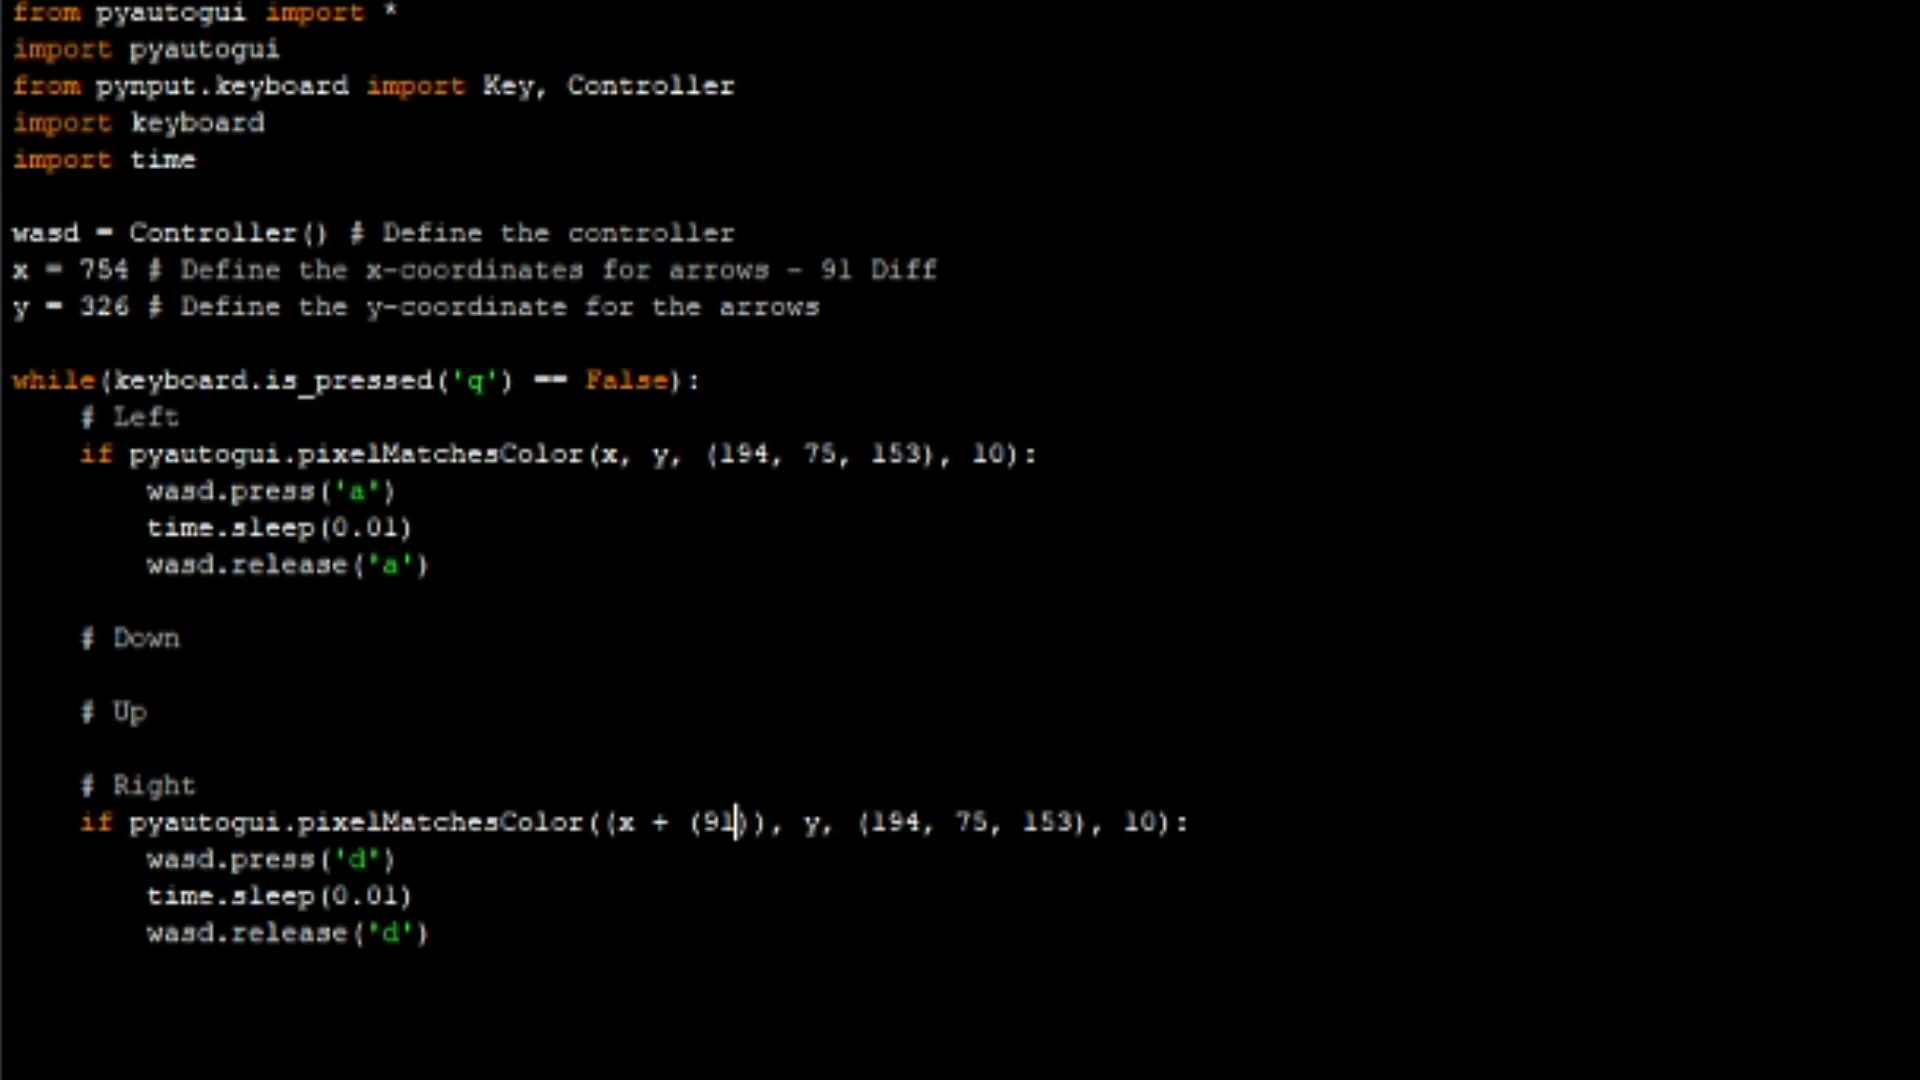 from pyautogui import *
import pyautogui
from pynput.keyboard import Key, Controller
import keyboard
import time
wasd = Controller() # Define the controller
x = 754 # Define the x-coordinates for arrows - 91 Diff
y = 326 # Define the y-coordinate for the arrows
while(keyboard.is_pressed('q') == False):
    # Left
    if pyautogui.pixelMatchesColor(x, y, (194, 75, 153), 10):
        wasd.press('a')
        time.sleep(0.01)
        wasd.release('a')
    # Down
    # Up
    # Right
    if pyautogui.pixelMatchesColor((x + (91)), y, (194, 75, 153), 10):
        wasd.press('d')
        time.sleep(0.01)
        wasd.release('d')